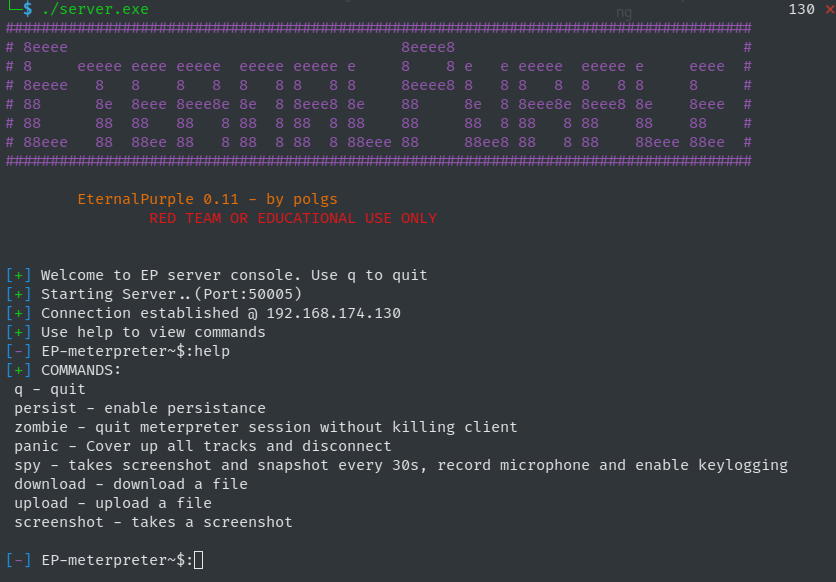 └─$ ./server.exe
ng
130 ×
###################################################################################
# 8eeee                                     8eeee8                                #
# 8     eeeee eeee eeeee  eeeee eeeee e     8    8 e   e eeeee  eeeee e     eeee  #
# 8eeee   8   8    8   8  8   8 8   8 8     8eeee8 8   8 8   8  8   8 8     8     #
# 88      8e  8eee 8eee8e 8e  8 8eee8 8e    88     8e  8 8eee8e 8eee8 8e    8eee  #
# 88      88  88   88   8 88  8 88  8 88    88     88  8 88   8 88    88    88    #
# 88eee   88  88ee 88   8 88  8 88  8 88eee 88     88ee8 88   8 88    88eee 88ee  #
###################################################################################
EternalPurple 0.11 - by polgs
RED TEAM OR EDUCATIONAL USE ONLY
[+] Welcome to EP server console. Use q to quit
[+] Starting Server..(Port:50005)
[+] Connection established @ 192.168.174.130
[+] Use help to view commands
[-] EP-meterpreter~$:help
[+] COMMANDS:
q - quit
persist - enable persistance
zombie - quit meterpreter session without killing client
panic - Cover up all tracks and disconnect
spy - takes screenshot and snapshot every 30s, record microphone and enable keylogging
download - download a file
upload - upload a file
screenshot - takes a screenshot
[-] EP-meterpreter~$: